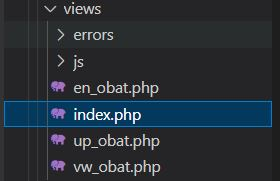 views
errors
js
en_obat.php
index.php
up_obat.php
vw_obat.php